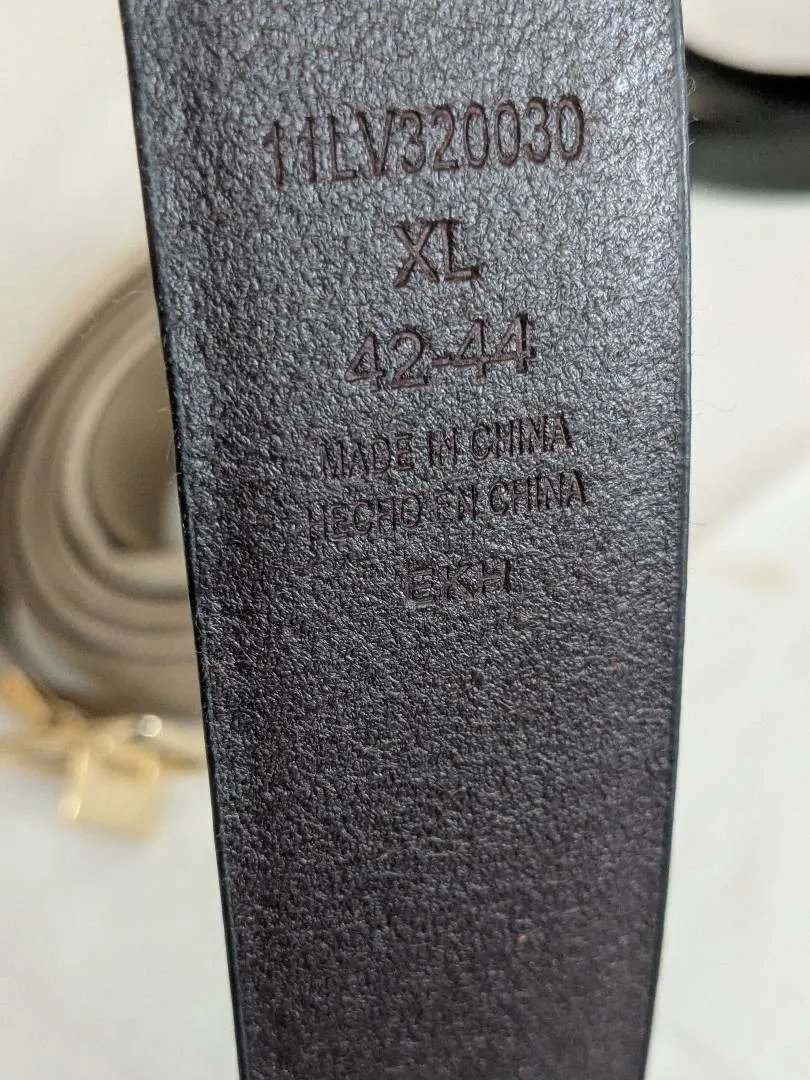 11LV320030
XL
42-44
MADE IN CHINA
HECHO EN CHINA
EKH